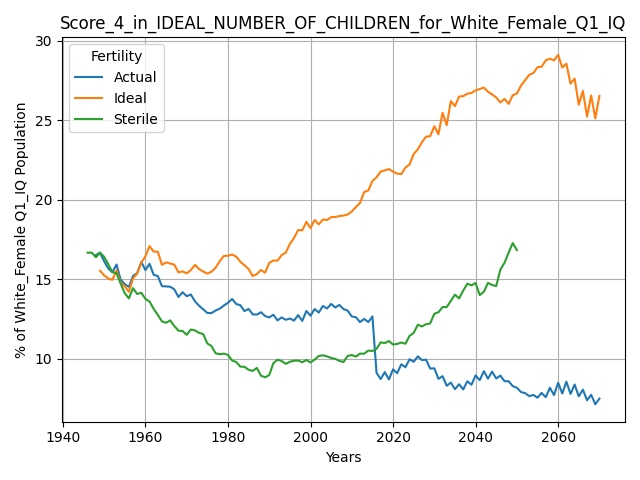 Score_4_in_IDEAL_NUMBER_OF_CHILDREN_for_White_Female_Q1_IQ
Fertility
Actual
Ideal
Sterile
% of White_Female Q1_IQ Population
30
25
20
15
10
1940
1960
1980
2000
2020
2040
2060
Years